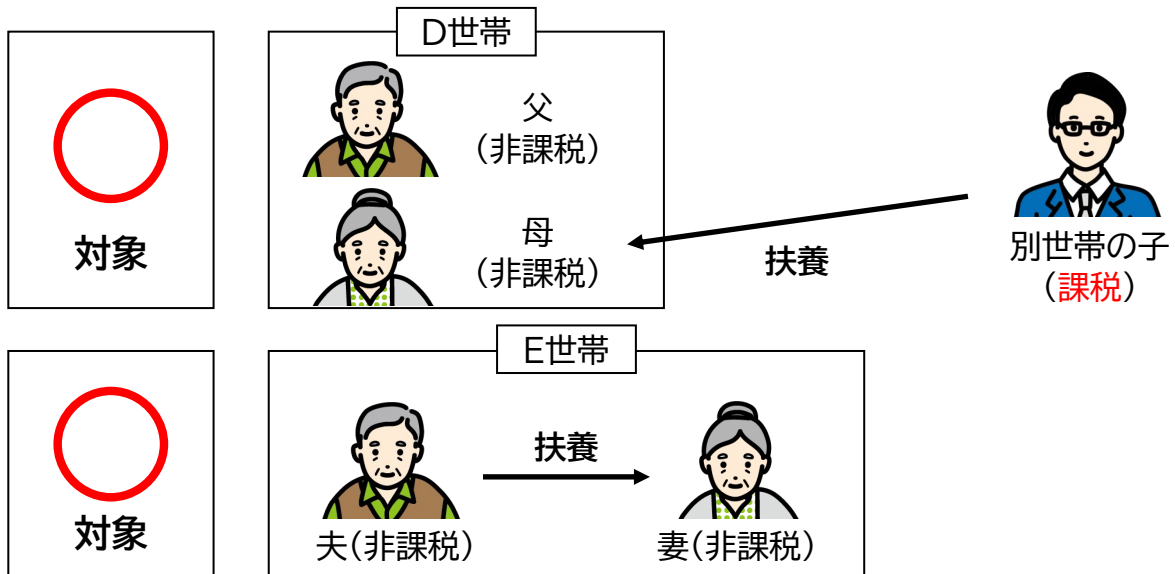 D世帯
父
(非課税)
母
(非課税)
対象
扶養
別世帯の子
(課税)
E世帯
扶養
対象
夫(非課税)
妻(非課税)